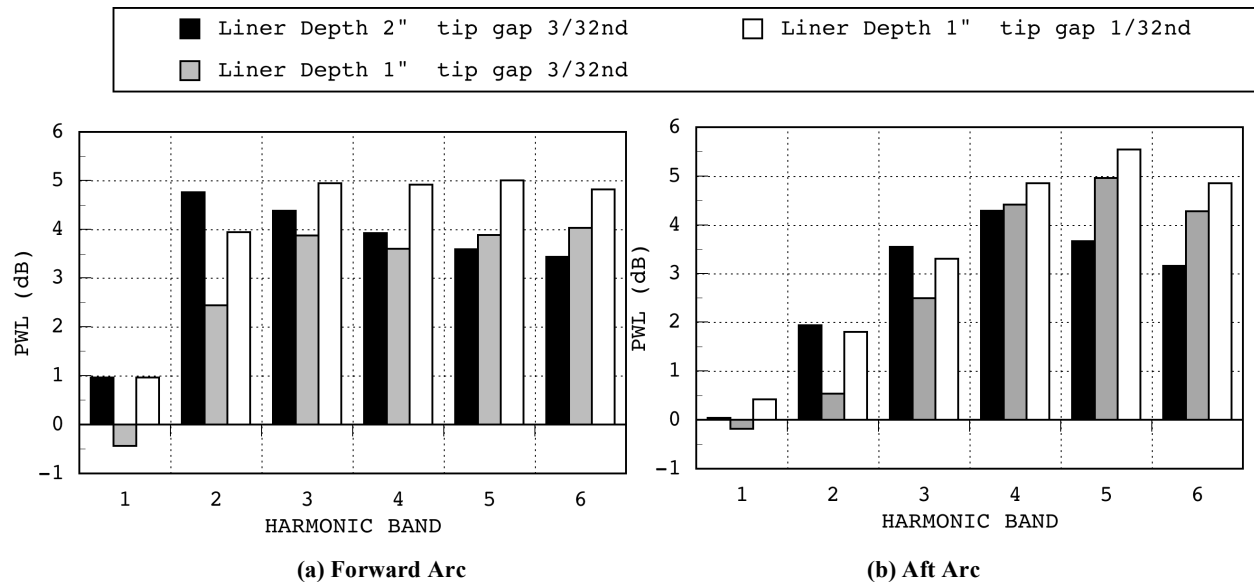 Liner Depth 2" tip gap 3/32nd
Liner Depth 1" tip gap 1/32nd
Liner Depth 1" tip gap 3/32nd
6
5
4
3
2
1
0
−1
PWL (dB)
1 2 3 4 5 6
HARMONIC BAND
(a) Forward Arc
6
5
4
3
2
1
0
−1
PWL (dB)
1 2 3 4 5 6
HARMONIC BAND
(b) Aft Arc